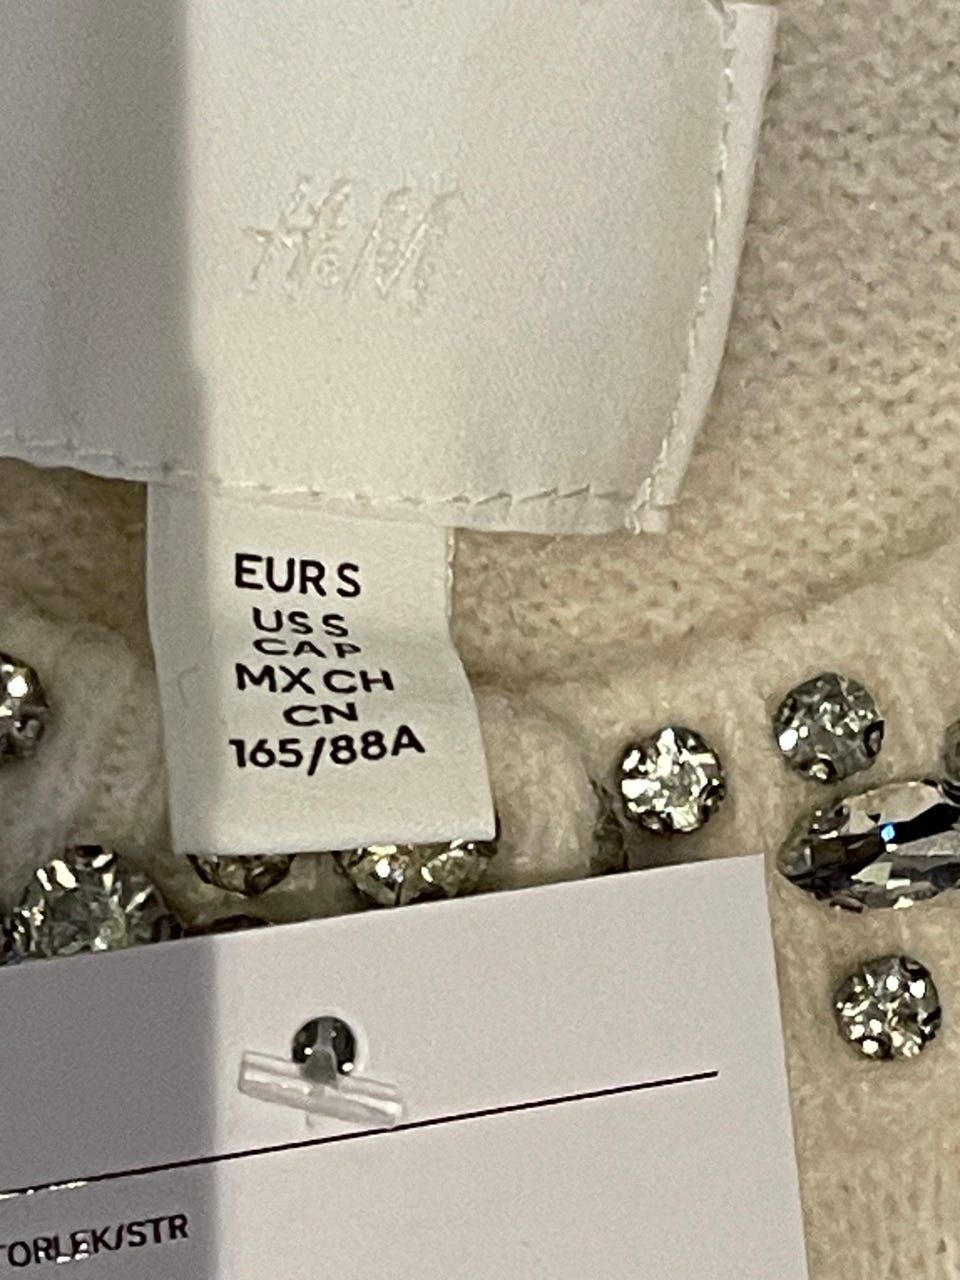 H&M
EUR S
US S
CA P
MX CH
CN
165/88A
TORLEK/STR